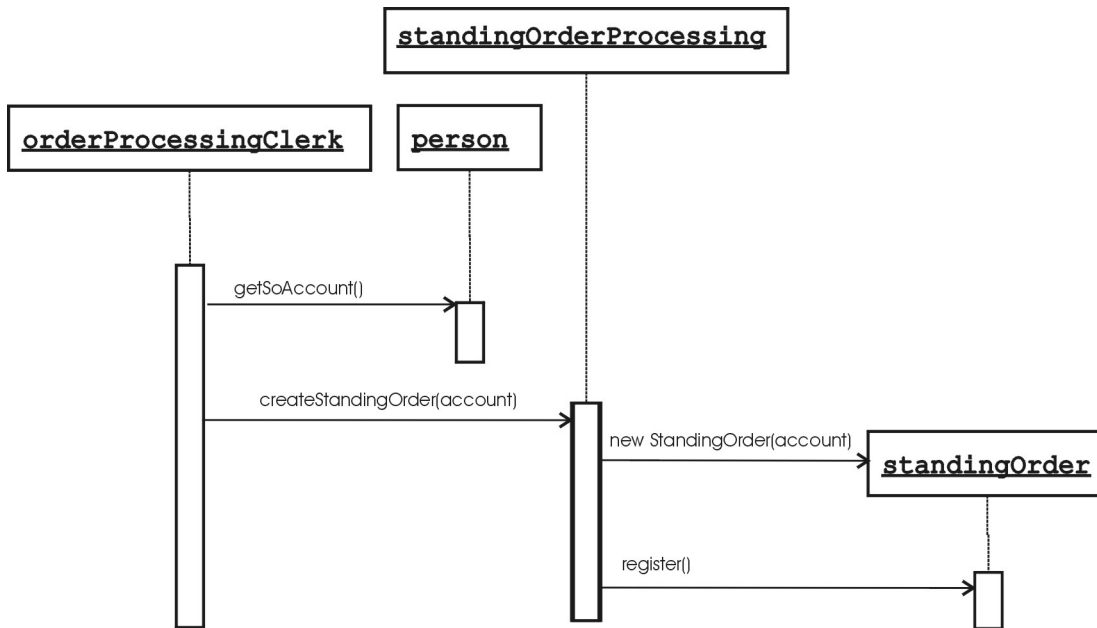 standingOrderProcessing
orderProcessingClerk
person
getSoAccount()
createStandingOrder(account)
new StandingOrder(account)
standingOrder
register()